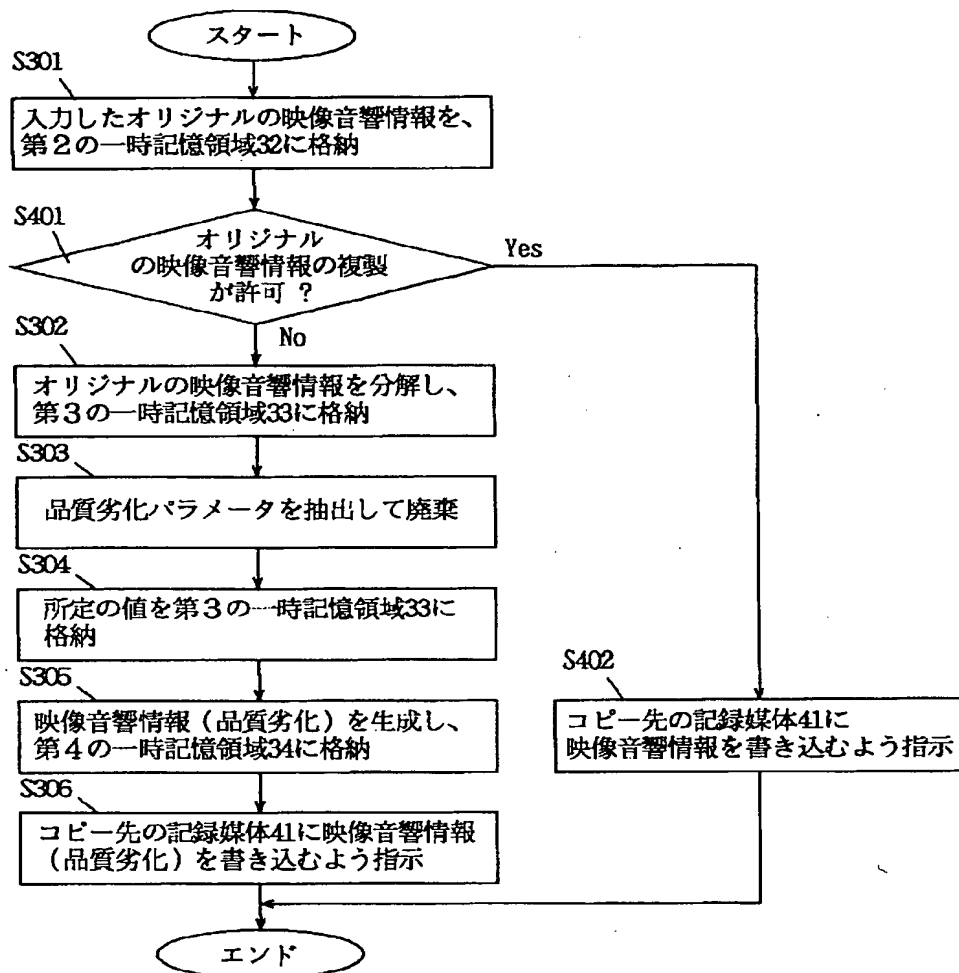 スタート
S301
入力したオリジナルの映像音響情報を、
第2の一時記憶領域32に格納
S401
オリジナル
の映像音響情報の複製
が許可 ?
Yes
No
S302
オリジナルの映像音響情報を分解し、
第3の一時記憶領域33に格納
S303
品質劣化パラメータを抽出して廃棄
S304
所定の値を第3の一時記憶領域33に
格納
S305
映像音響情報(品質劣化)を生成し、
第4の一時記憶領域34に格納
S306
コピー先の記録媒体41に映像音響情報
(品質劣化)を書き込むよう指示
S402
コピー先の記録媒体41に
映像音響情報を書き込むよう指示
エンド